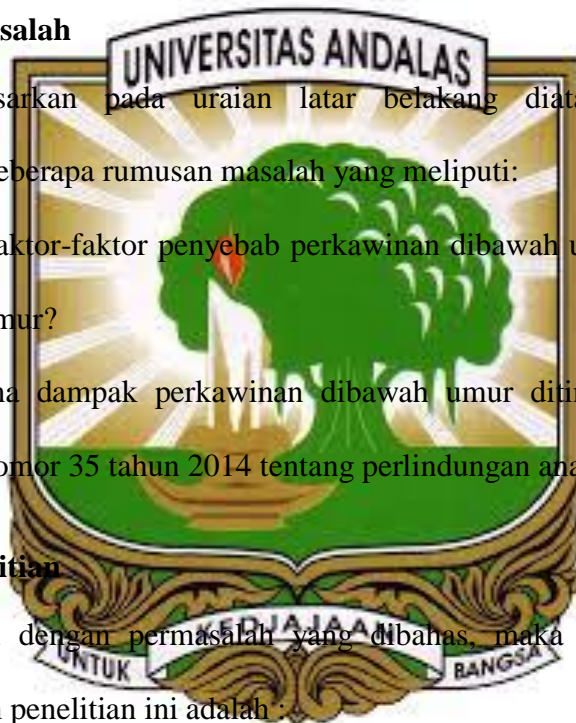 salah
UNIVERSITAS ANDALAS
sarkan pada uraian latar belakang diata
eberapa rumusan masalah yang meliputi:
aktor-faktor penyebab perkawinan dibawah u
mur?
na dampak perkawinan dibawah umur diti
omor 35 tahun 2014 tentang perlindungan ana
itian
dengan permasalah yang dibahas, maka
UNTUK KEDJAJAAN BANGSA
penelitian ini adalah :